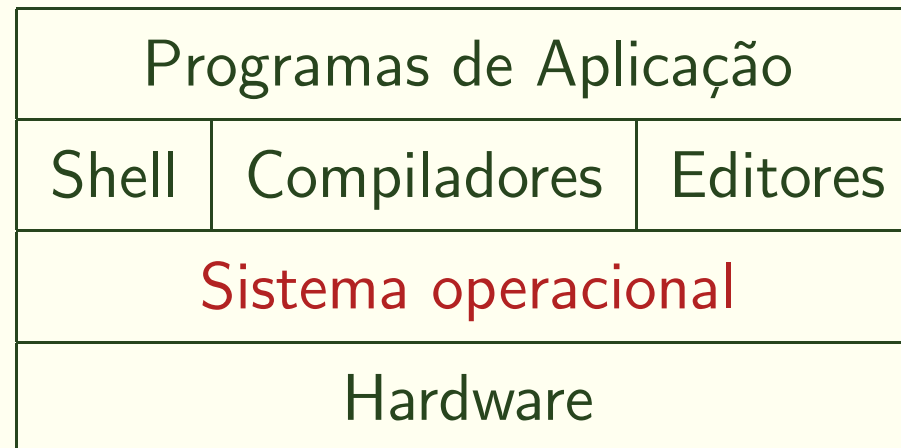 Programas de Aplicação
Shell Compiladores Editores
Sistema operacional
Hardware